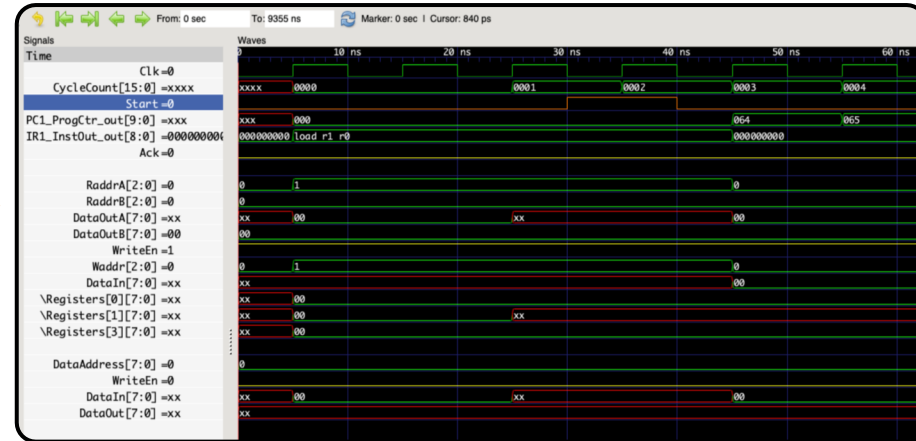 From: 0 sec To: 9355 ns Marker: 0 sec | Cursor: 840 ps
Signals Waves
Time 0 10 ns 20 ns 30 ns 40 ns 50 ns 60 ns
Clk=0
CycleCount[15:0] =xxxx xxxx 0000 0001 0002 0003 0004
Start=0
PC1_ProgCtr_out[9:0] =xxx xxx 000 064 065
IR1_InstOut_out[8:0] =000000000 000000000 load r1 r0 000000000
Ack=0
RaddrA[2:0] =0 0 1 0
RaddrB[2:0] =0 0
DataOutA[7:0] =xx xx 00 xx 00
DataOutB[7:0] =00 00
WriteEn =1
Waddr[2:0] =0 0 1 0
DataIn[7:0] =xx xx 00
\Registers[0][7:0] =xx xx 00
\Registers[1][7:0] =xx xx 00 xx
\Registers[3][7:0] =xx xx 00
DataAddress[7:0] =0 0
WriteEn =0
DataIn[7:0] =xx xx 00 xx 00
DataOut[7:0] =xx xx